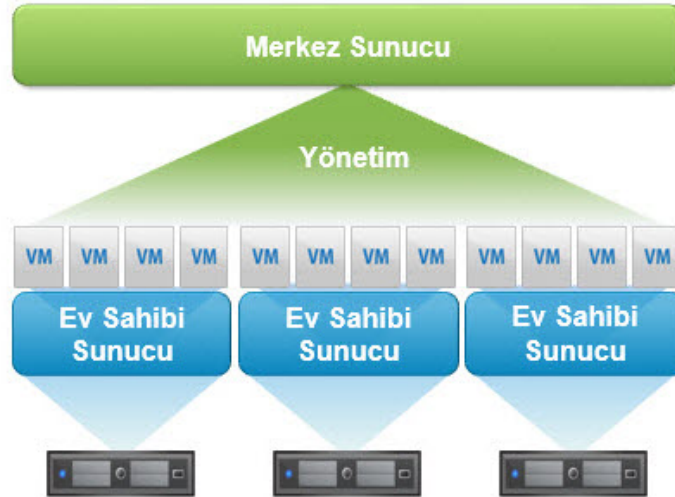 Merkez Sunucu
Yönetim
VM VM VM VM VM VM VM VM VM VM VM VM
Ev Sahibi Ev Sahibi Ev Sahibi
Sunucu Sunucu Sunucu